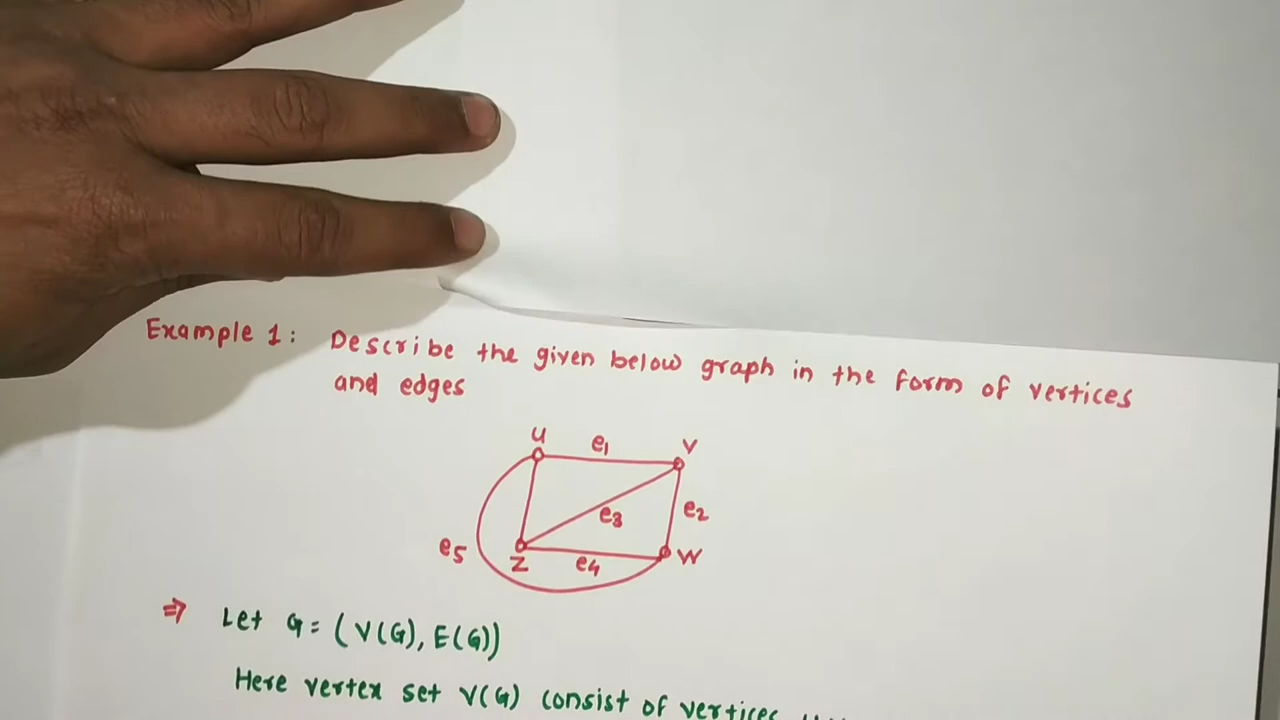 Example 1: Describe the given below graph in the form of vertices
and edges
u e1 v
e3 e2
e5 z e4 w
⇒ Let G = (V(G), E(G))
Here vertex set V(G) consist of vertices